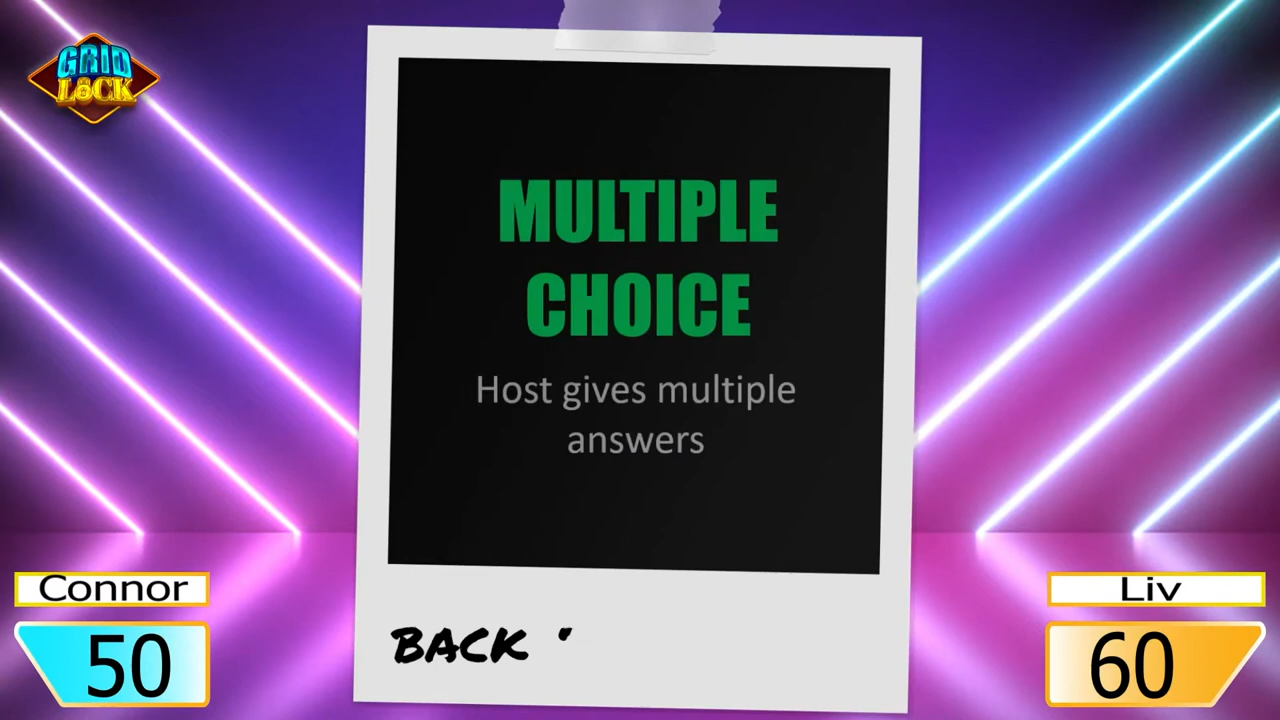 GRID
LOCK
MULTIPLE
CHOICE
Host gives multiple
answers
BACK '
Connor
50
Liv
60